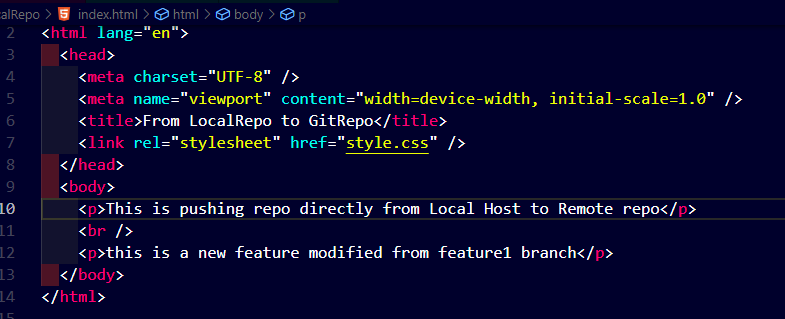 calRepo > index.html > html > body > p
2 <html lang="en">
3 <head>
4 <meta charset="UTF-8" />
5 <meta name="viewport" content="width=device-width, initial-scale=1.0" />
6 <title>From LocalRepo to GitRepo</title>
7 <link rel="stylesheet" href="style.css" />
8 </head>
9 <body>
10 <p>This is pushing repo directly from Local Host to Remote repo</p>
11 <br />
12 <p>this is a new feature modified from feature1 branch</p>
13 </body>
14 </html>
15